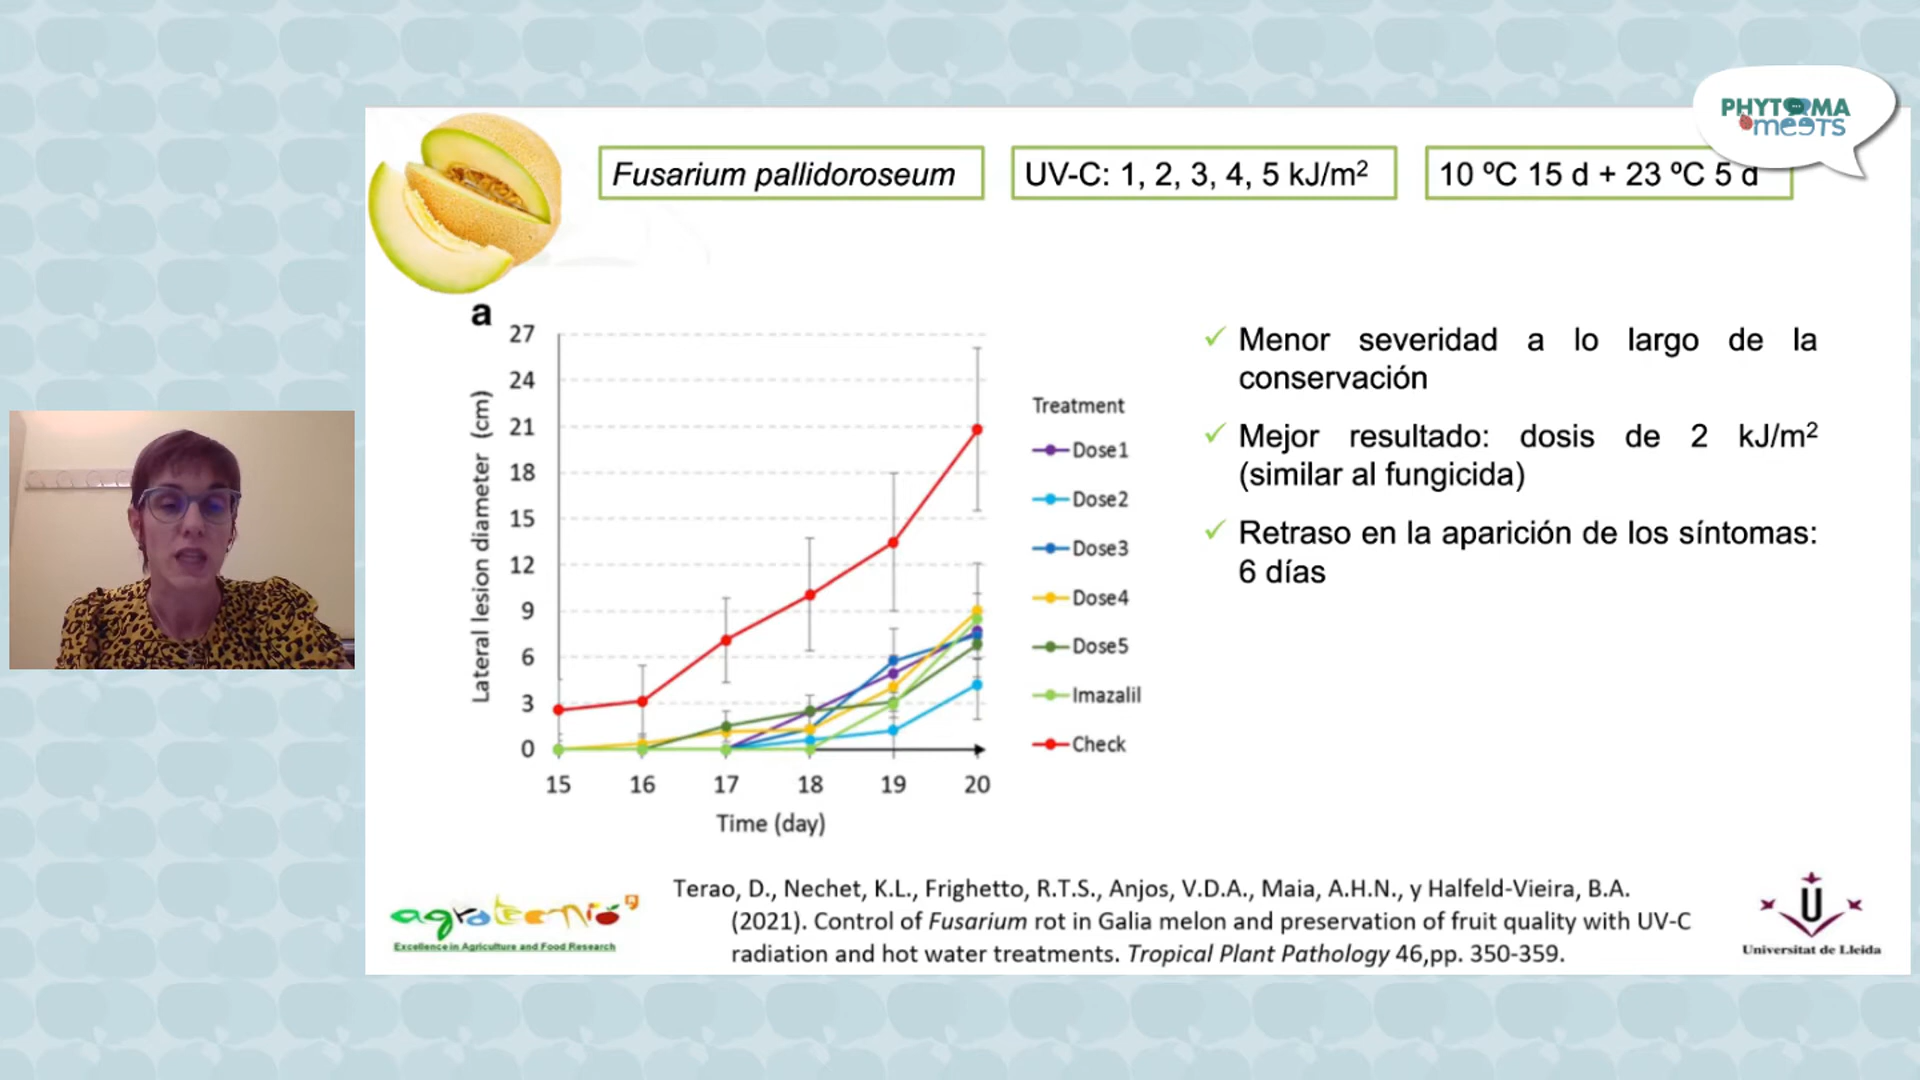 PHYTOMA
meets
Fusarium pallidoroseum
UV-C: 1, 2, 3, 4, 5 kJ/m²
10 ºC 15 d + 23 ºC 5 d
a
27
24
21
18
15
12
9
6
3
0
Lateral lesion diameter (cm)
15 16 17 18 19 20
Time (day)
Treatment
Dose1
Dose2
Dose3
Dose4
Dose5
Imazalil
Check
✓ Menor severidad a lo largo de la
conservación
✓ Mejor resultado: dosis de 2 kJ/m²
(similar al fungicida)
✓ Retraso en la aparición de los síntomas:
6 días
agrotecnio
Excellence in Agriculture and Food Research
Terao, D., Nechet, K.L., Frighetto, R.T.S., Anjos, V.D.A., Maia, A.H.N., y Halfeld-Vieira, B.A.
(2021). Control of Fusarium rot in Galia melon and preservation of fruit quality with UV-C
radiation and hot water treatments. Tropical Plant Pathology 46,pp. 350-359.
U
Universitat de Lleida